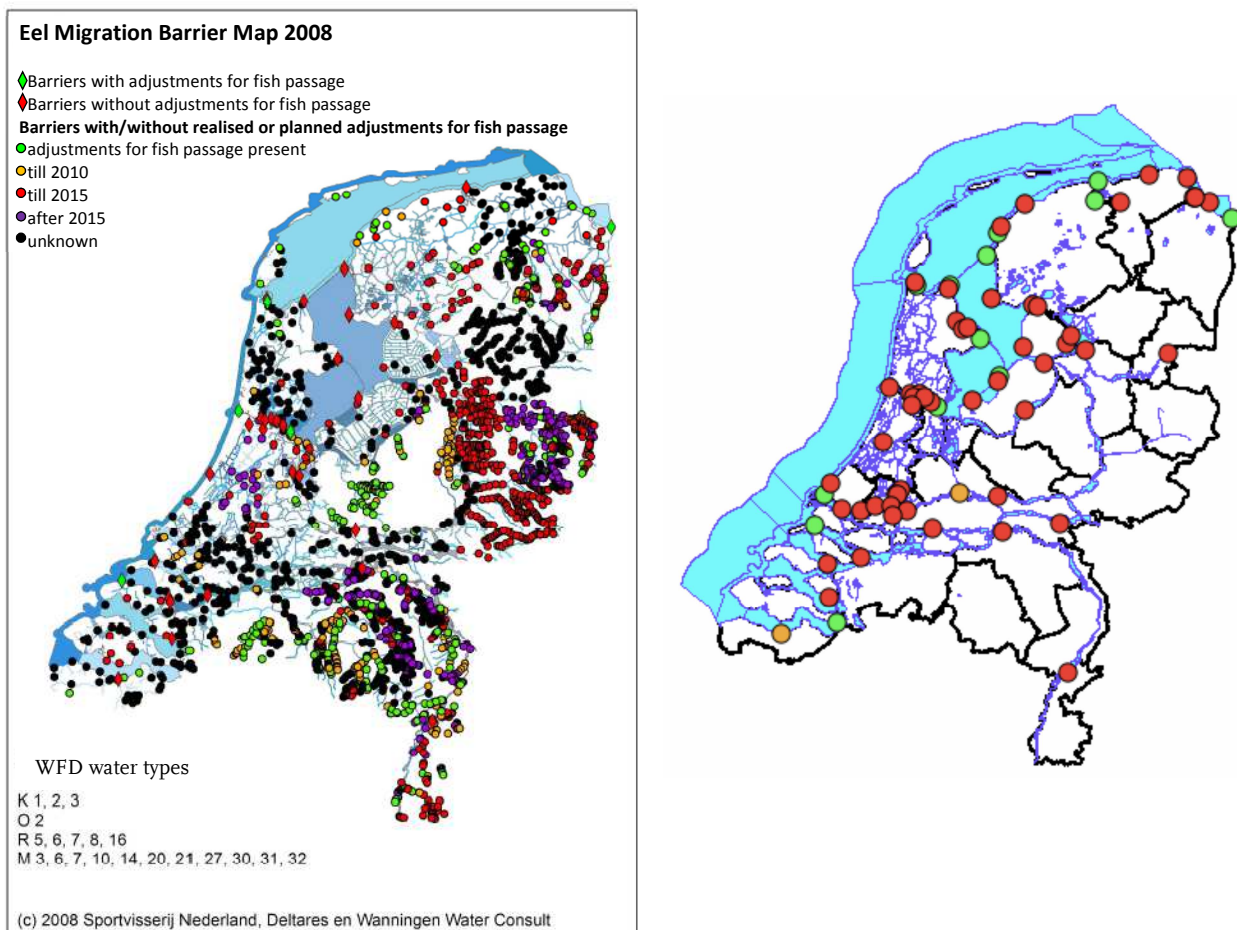 Eel Migration Barrier Map 2008
Barriers with adjustments for fish passage
Barriers without adjustments for fish passage
Barriers with/without realised or planned adjustments for fish passage
adjustments for fish passage present
till 2010
till 2015
after 2015
unknown
WFD water types
K 1, 2, 3
O 2
R 5, 6, 7, 8, 16
M 3, 6, 7, 10, 14, 20, 21, 27, 30, 31, 32
(c) 2008 Sportvisserij Nederland, Deltares en Wanningen Water Consult